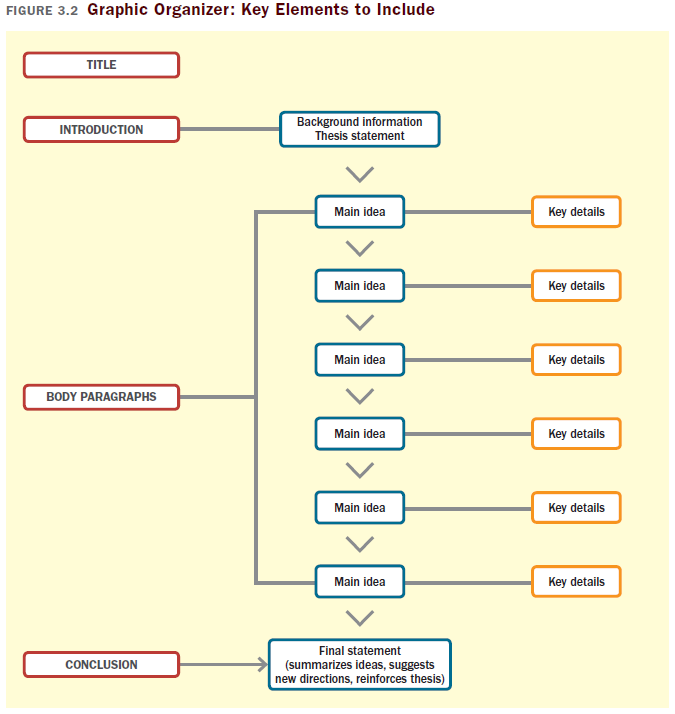 FIGURE 3.2 Graphic Organizer: Key Elements to Include
TITLE
INTRODUCTION
Background information
Thesis statement
Main idea
Key details
Main idea
Key details
Main idea
Key details
BODY PARAGRAPHS
Main idea
Key details
Main idea
Key details
Main idea
Key details
CONCLUSION
Final statement
(summarizes ideas, suggests
new directions, reinforces thesis)